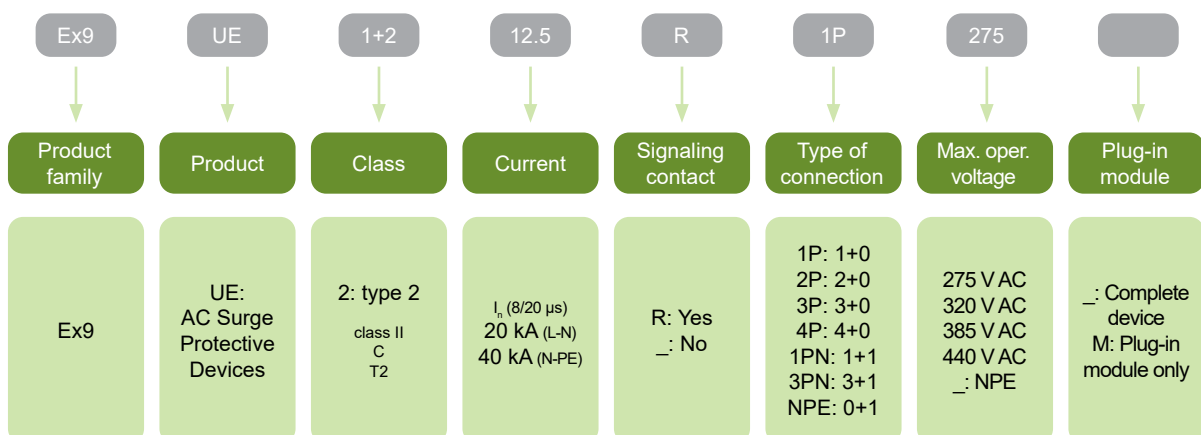 Ex9
UE
1+2
12.5
R
1P
275
Product
family
Product
Class
Current
Signaling
contact
Type of
connection
Max. oper.
voltage
Plug-in
module
Ex9
UE:
AC Surge
Protective
Devices
2: type 2
class II
C
T2
Iₙ (8/20 µs)
20 kA (L-N)
40 kA (N-PE)
R: Yes
_: No
1P: 1+0
2P: 2+0
3P: 3+0
4P: 4+0
1PN: 1+1
3PN: 3+1
NPE: 0+1
275 V AC
320 V AC
385 V AC
440 V AC
_: NPE
_: Complete
device
M: Plug-in
module only